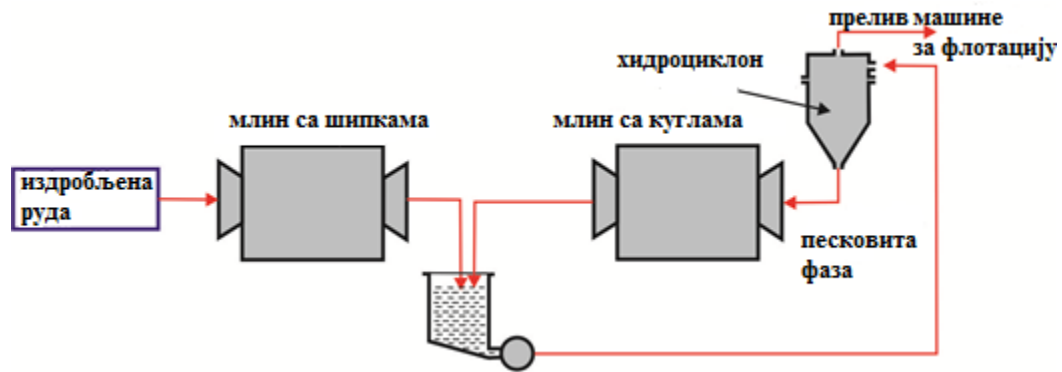 прелив машине
за флотацију
хидроциклон
млин са шипкама
млин са куглама
издробљена
руда
песковита
фаза